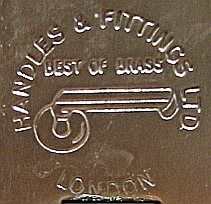 HANDLES & FITTINGS LTD
BEST OF BRASS
LONDON